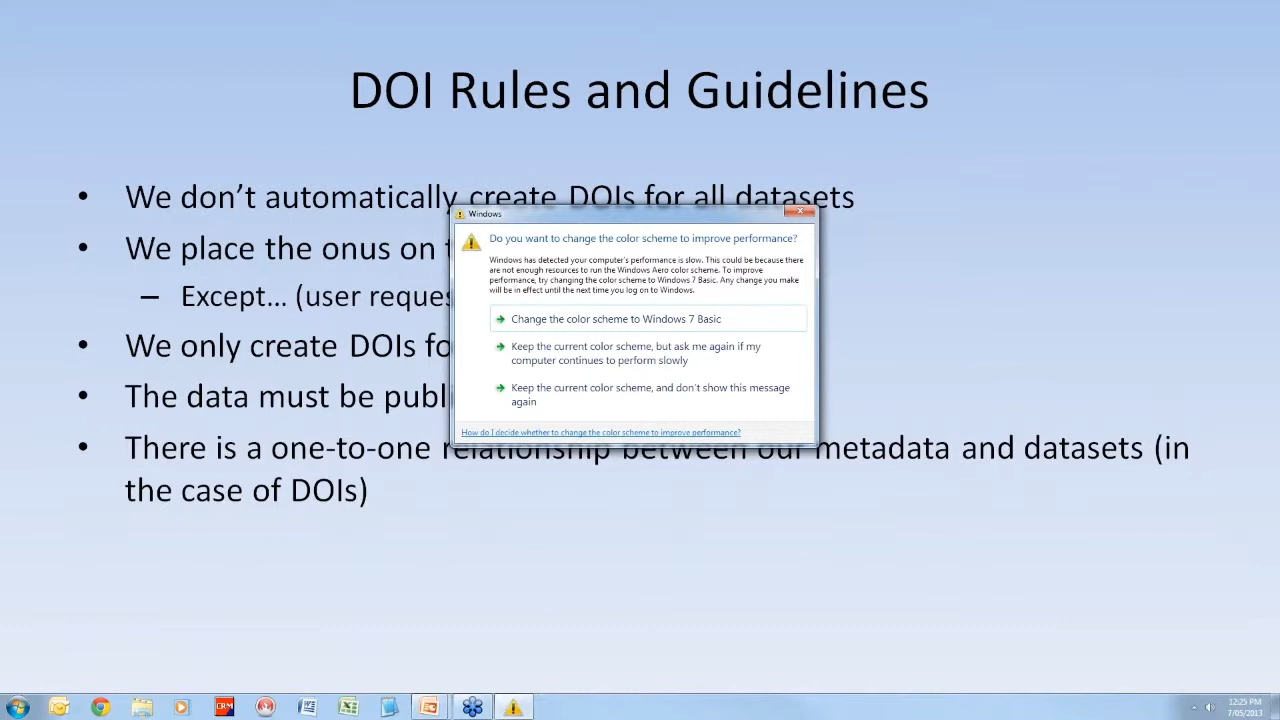 DOI Rules and Guidelines
• We don’t automatically create DOIs for all datasets
• We place the onus on
– Except... (user
• We only create DOIs
• The data must be
• There is a one-to-one relationship between our metadata and datasets (in
the case of DOIs)
Windows
Do you want to change the color scheme to improve performance?
Windows has detected your computer's performance is slow. This could be because there
are not enough resources to run the Windows Aero color scheme. To improve
performance, try changing the color scheme to Windows 7 Basic. Any change you make
will be in effect until the next time you log on to Windows.
Change the color scheme to Windows 7 Basic
Keep the current color scheme, but ask me again if my
computer continues to perform slowly
Keep the current color scheme, and don't show this message
again
How do I decide whether to change the color scheme to improve performance?
CRM
12:25 PM
7/05/2013